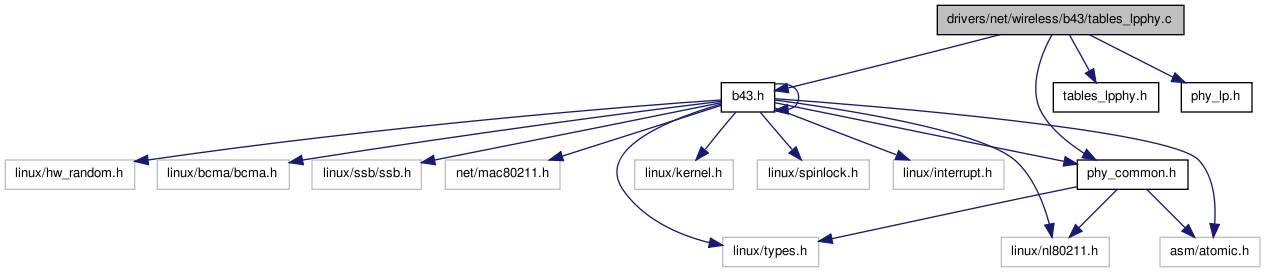 drivers/net/wireless/b43/tables_lpphy.c
b43.h
tables_lpphy.h
phy_lp.h
linux/hw_random.h
linux/bcma/bcma.h
linux/ssb/ssb.h
net/mac80211.h
linux/kernel.h
linux/spinlock.h
linux/interrupt.h
phy_common.h
linux/types.h
linux/nl80211.h
asm/atomic.h